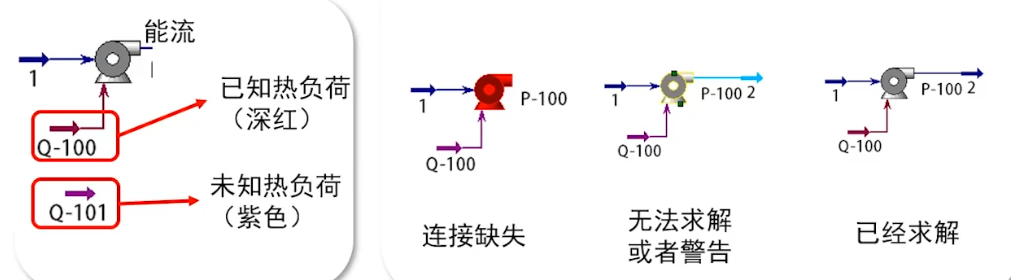 能流
1
已知热负荷
（深红）
Q-100
未知热负荷
（紫色）
Q-101
1
P-100
Q-100
连接缺失
1
P-100 2
Q-100
无法求解
或者警告
1
P-100 2
Q-100
已经求解